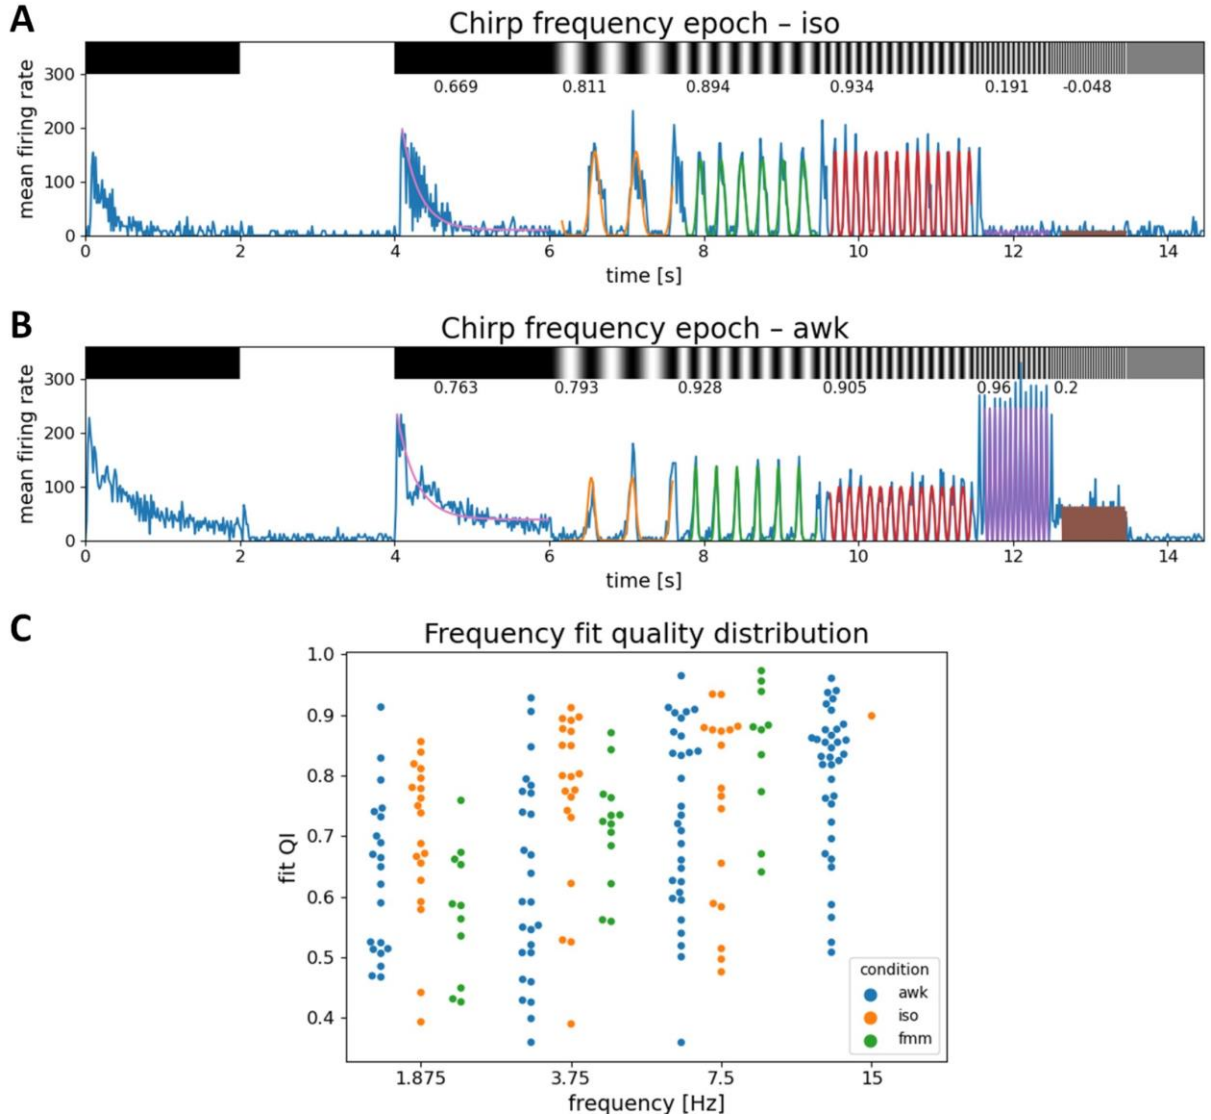 A
Chirp frequency epoch – iso
mean firing rate
300
200
100
0
0.669 0.811 0.894 0.934 0.191 -0.048
0 2 4 6 8 10 12 14
time [s]
B
Chirp frequency epoch – awk
mean firing rate
300
200
100
0
0.763 0.793 0.928 0.905 0.96 0.2
0 2 4 6 8 10 12 14
time [s]
C
Frequency fit quality distribution
fit QI
1.0
0.9
0.8
0.7
0.6
0.5
0.4
condition
awk
iso
fmm
1.875 3.75 7.5 15
frequency [Hz]